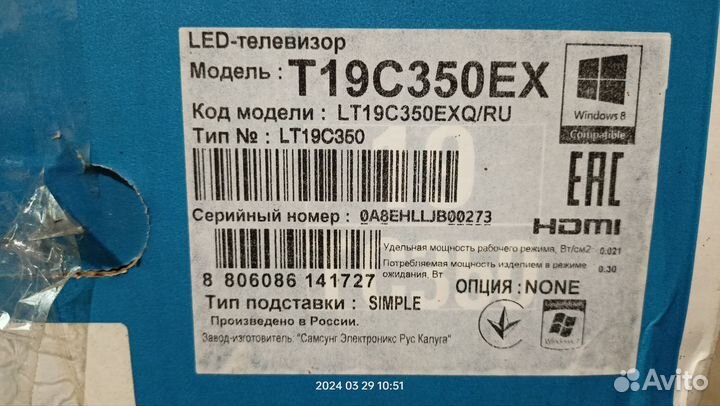 LED-телевизор
Модель : T19C350EX
Код модели : LT19C350EXQ/RU
Тип № : LT19C350
Windows 8
Compatible
EAC
Серийный номер : 0A8EHLLJB00273
HDMI
Удельная мощность рабочего режима, Вт/см2 0.021
Потребляемая мощность изделием в режиме ожидания, Вт 0.30
8 806086 141727
ОПЦИЯ : NONE
Тип подставки : SIMPLE
Произведено в России.
Завод-изготовитель: "Самсунг Электроникс Рус Калуга"
Windows 7
2024 03 29 10:51
Avito